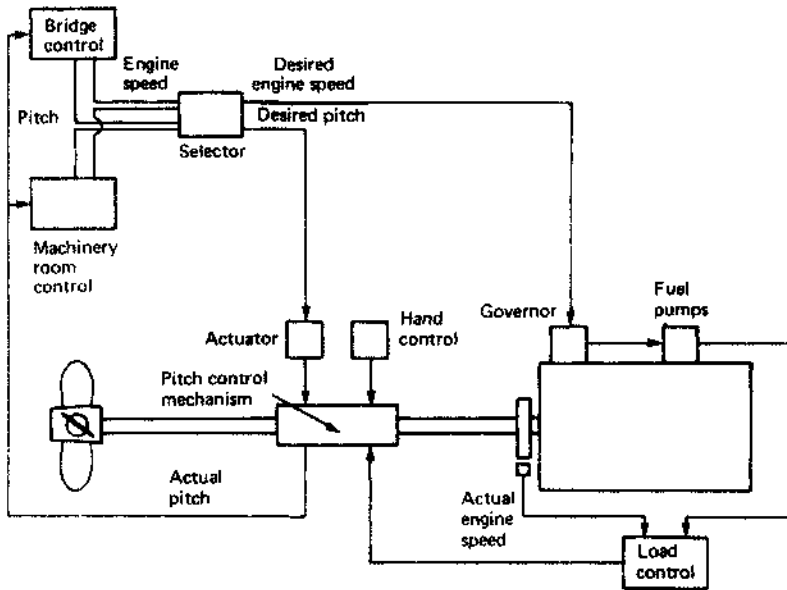 Bridge
control
Engine
speed
Desired
engine speed
Pitch
Desired pitch
Selector
Machinery
room
control
Actuator
Hand
control
Governor
Fuel
pumps
Pitch control
mechanism
Actual
pitch
Actual
engine
speed
Load
control